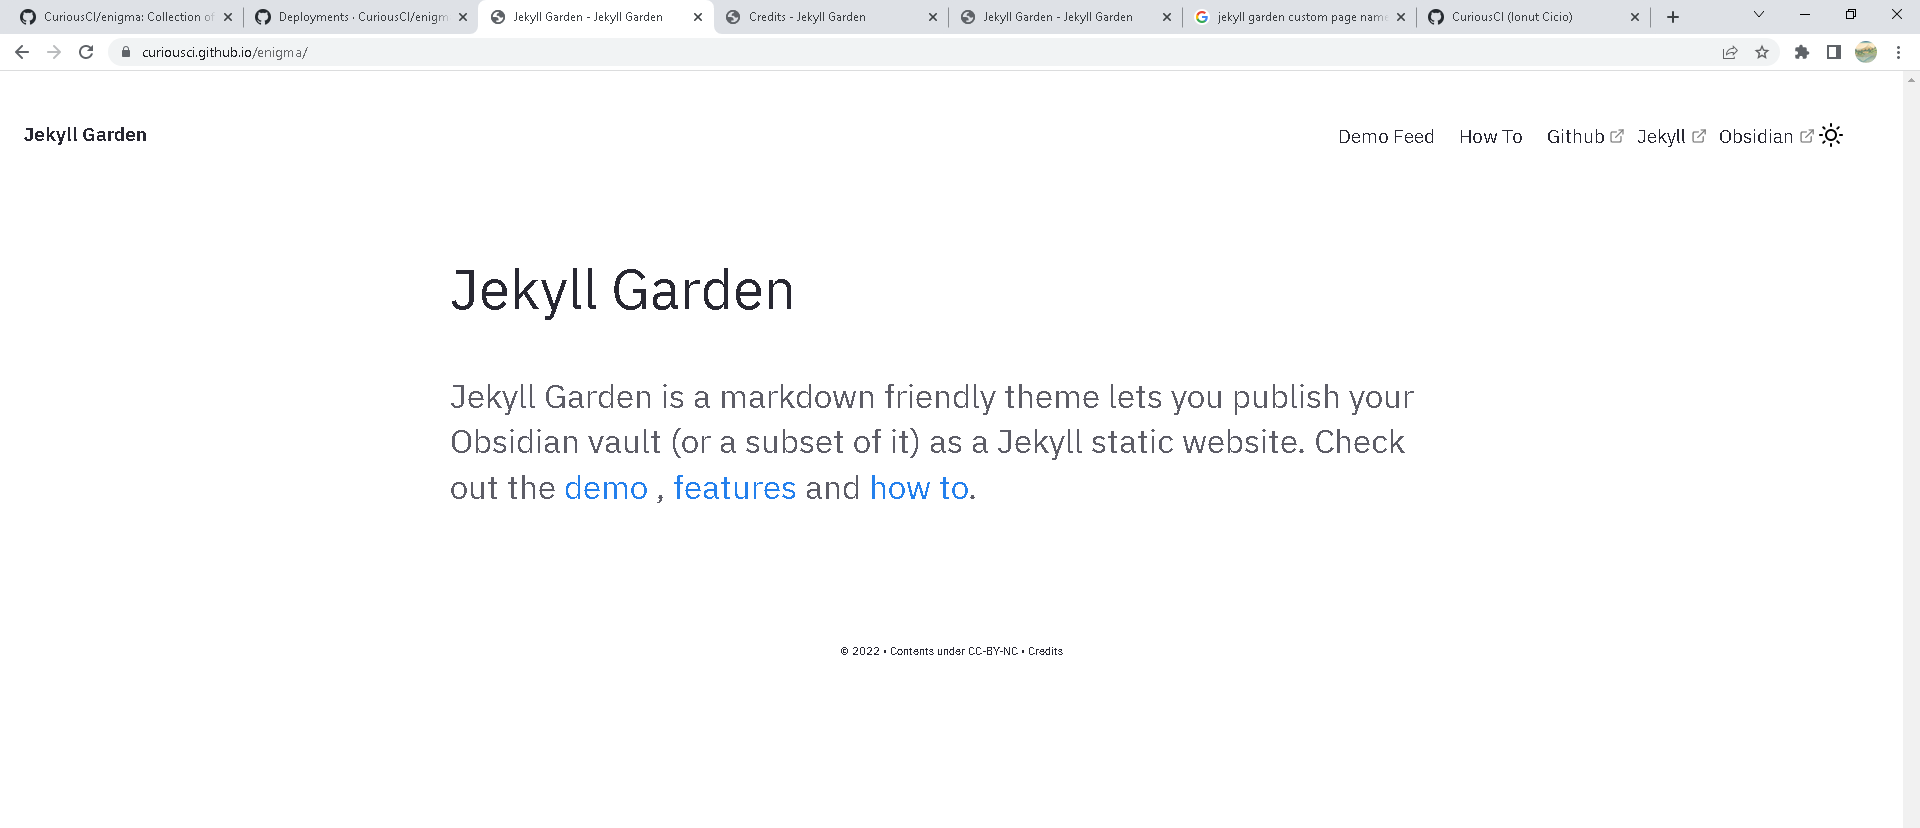 CuriousCI/enigma: Collection of
Deployments · CuriousCI/enigm
Jekyll Garden - Jekyll Garden
Credits - Jekyll Garden
Jekyll Garden - Jekyll Garden
jekyll garden custom page name
CuriousCI (Ionut Cicio)
curiousci.github.io/enigma/
Jekyll Garden
Demo Feed How To Github Jekyll Obsidian
Jekyll Garden
Jekyll Garden is a markdown friendly theme lets you publish your
Obsidian vault (or a subset of it) as a Jekyll static website. Check
out the demo , features and how to.
© 2022 • Contents under CC-BY-NC • Credits